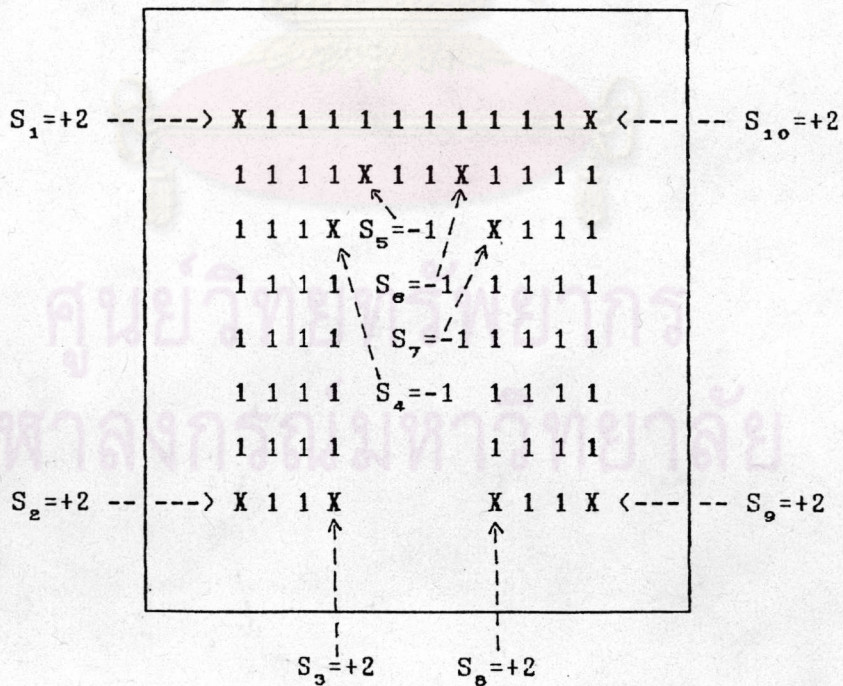 S₁=+2 -- ---> X 1 1 1 1 1 1 1 1 1 1 X <--- -- S₁₀=+2
1 1 1 1 X 1 1 X 1 1 1 1
1 1 1 X S₅=-1 X 1 1 1
1 1 1 1 S₆=-1 1 1 1 1
1 1 1 1 S₇=-1 1 1 1 1
1 1 1 1 S₄=-1 1 1 1 1
1 1 1 1 1 1 1 1
S₂=+2 -- ---> X 1 1 X X 1 1 X <--- -- S₉=+2
S₃=+2 S₈=+2
ศูนย์วิทยทรัพยากร
จุฬาลงกรณ์มหาวิทยาลัย